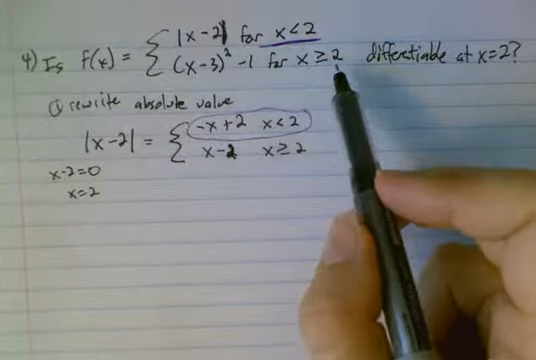 4) Is f(x) = { |x-2| for x<2
(x-3)² -1 for x ≥ 2 differentiable at x=2?
① rewrite absolute value
|x-2| = { -x+2 x<2
x-2 x≥2
x-2=0
x=2